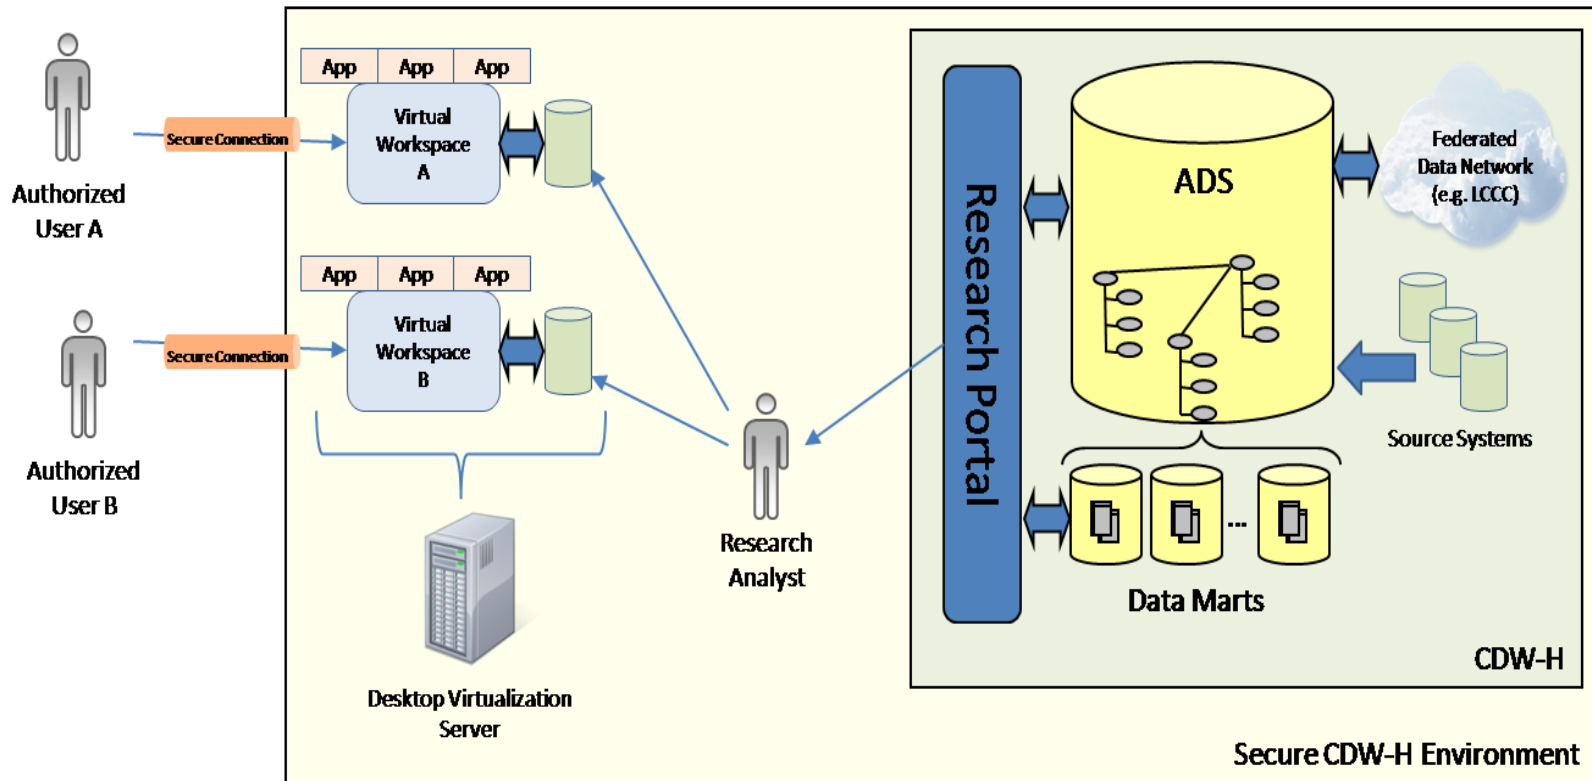 App App App
Virtual
Workspace
A
Secure Connection
Authorized
User A
App App App
Virtual
Workspace
B
Secure Connection
Authorized
User B
Desktop Virtualization
Server
Research
Analyst
Research Portal
ADS
Federated
Data Network
(e.g. LCCC)
Source Systems
...
Data Marts
CDW-H
Secure CDW-H Environment